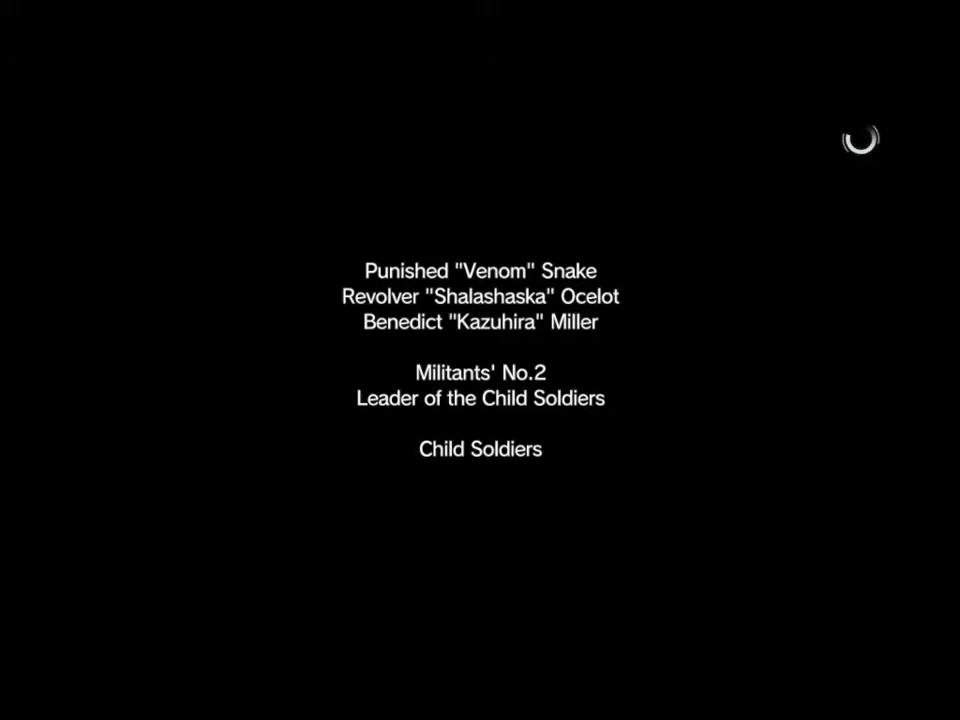 Punished "Venom" Snake
Revolver "Shalashaska" Ocelot
Benedict "Kazuhira" Miller
Militants' No.2
Leader of the Child Soldiers
Child Soldiers